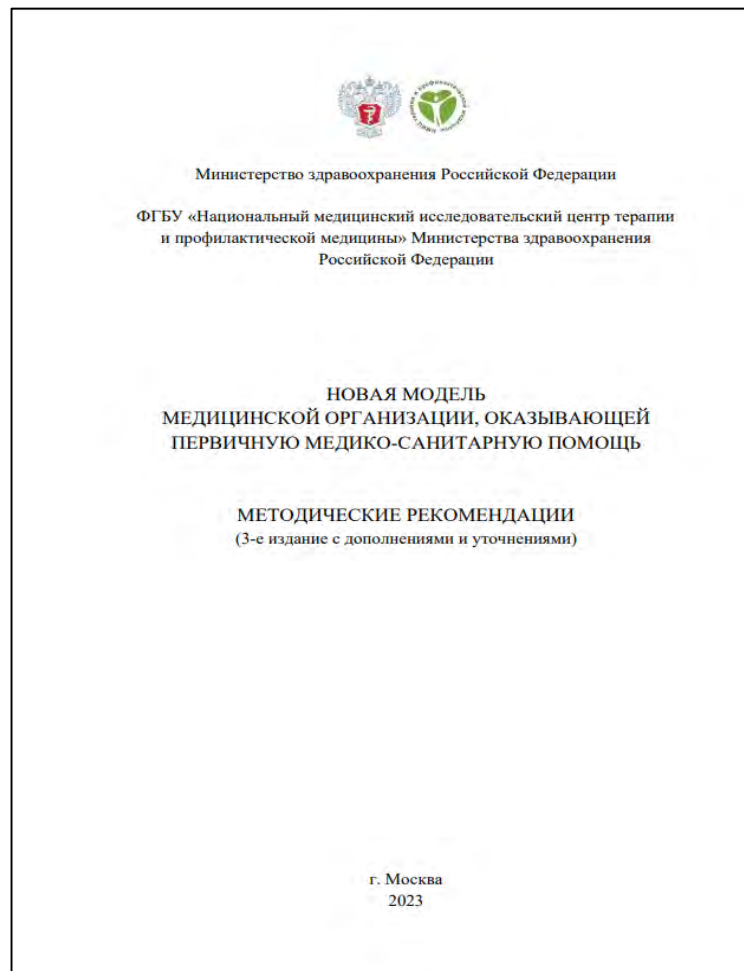 Министерство здравоохранения Российской Федерации
ФГБУ «Национальный медицинский исследовательский центр терапии
и профилактической медицины» Министерства здравоохранения
Российской Федерации
НОВАЯ МОДЕЛЬ
МЕДИЦИНСКОЙ ОРГАНИЗАЦИИ, ОКАЗЫВАЮЩЕЙ
ПЕРВИЧНУЮ МЕДИКО-САНИТАРНУЮ ПОМОЩЬ
МЕТОДИЧЕСКИЕ РЕКОМЕНДАЦИИ
(3-е издание с дополнениями и уточнениями)
г. Москва
2023